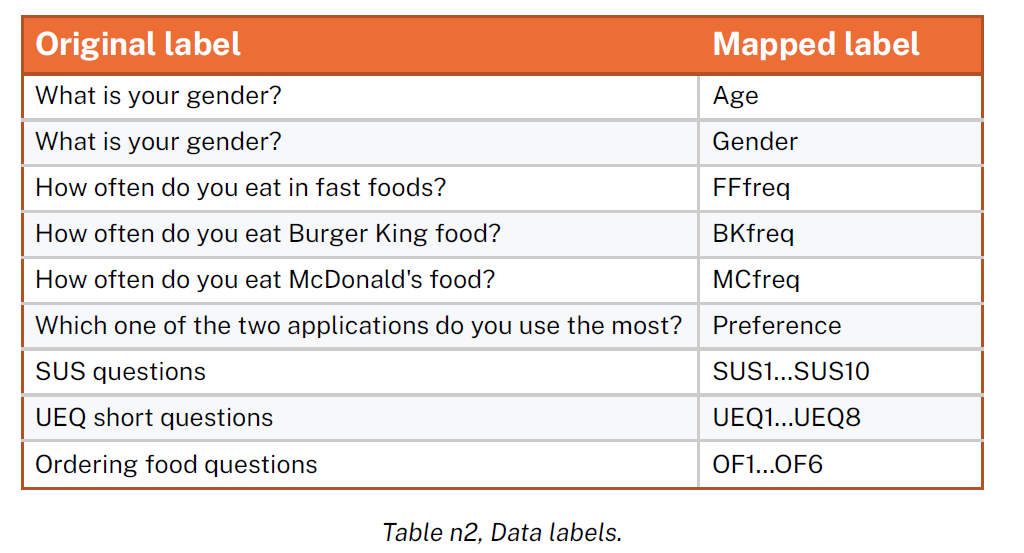 Original label Mapped label
What is your gender? Age
What is your gender? Gender
How often do you eat in fast foods? FFfreq
How often do you eat Burger King food? BKfreq
How often do you eat McDonald's food? MCfreq
Which one of the two applications do you use the most? Preference
SUS questions SUS1...SUS10
UEQ short questions UEQ1...UEQ8
Ordering food questions OF1...OF6
Table n2, Data labels.